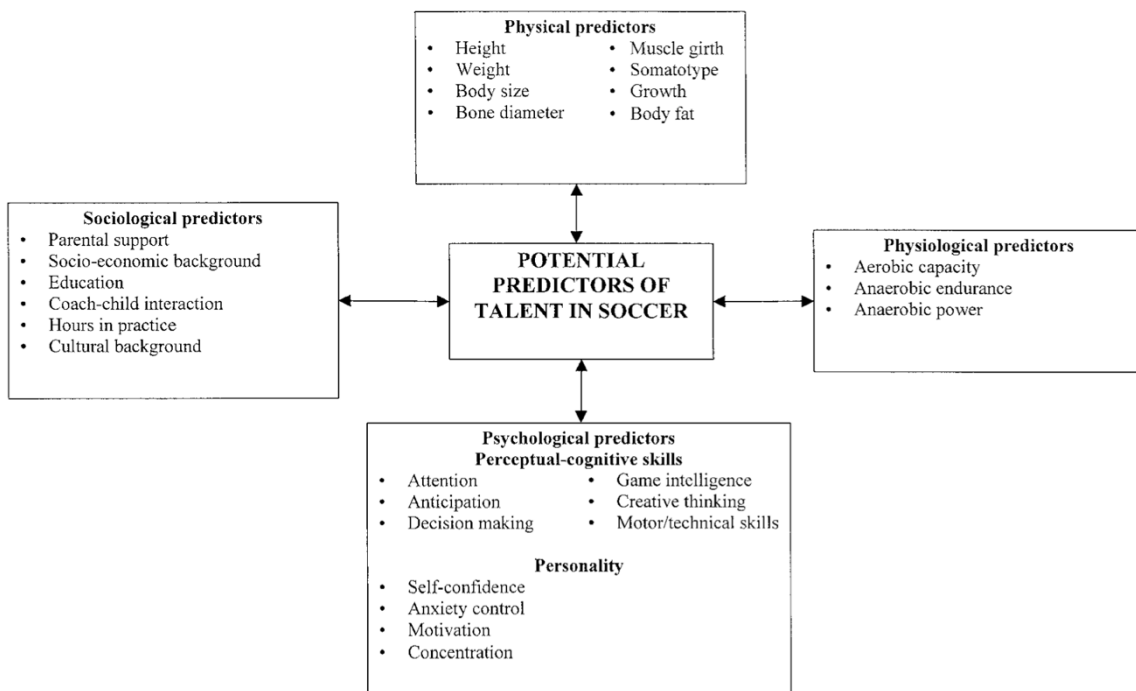 Physical predictors
• Height
• Weight
• Body size
• Bone diameter
• Muscle girth
• Somatotype
• Growth
• Body fat
Sociological predictors
• Parental support
• Socio-economic background
• Education
• Coach-child interaction
• Hours in practice
• Cultural background
POTENTIAL
PREDICTORS OF
TALENT IN SOCCER
Physiological predictors
• Aerobic capacity
• Anaerobic endurance
• Anaerobic power
Psychological predictors
Perceptual-cognitive skills
• Attention
• Anticipation
• Decision making
• Game intelligence
• Creative thinking
• Motor/technical skills
Personality
• Self-confidence
• Anxiety control
• Motivation
• Concentration